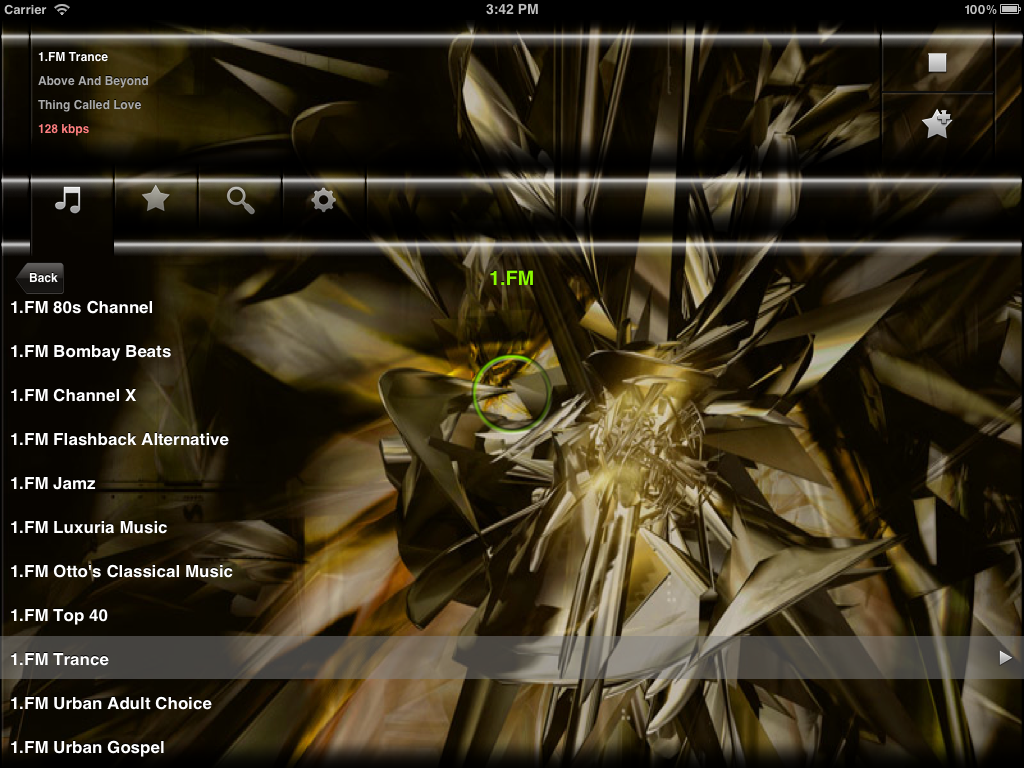 Carrier 3:42 PM 100%
1.FM Trance
Above And Beyond
Thing Called Love
128 kbps
Back 1.FM
1.FM 80s Channel
1.FM Bombay Beats
1.FM Channel X
1.FM Flashback Alternative
1.FM Jamz
1.FM Luxuria Music
1.FM Otto's Classical Music
1.FM Top 40
1.FM Trance
1.FM Urban Adult Choice
1.FM Urban Gospel